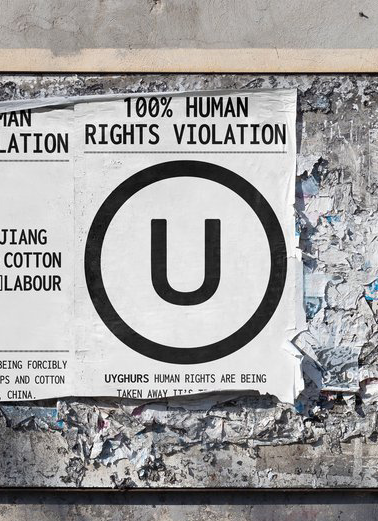 MAN
LATION
JIANG
COTTON
LABOUR
BEING FORCIBLY
PS AND COTTON
, CHINA.
100% HUMAN
RIGHTS VIOLATION
U
UYGHURS HUMAN RIGHTS ARE BEING
TAKEN AWAY IT'S